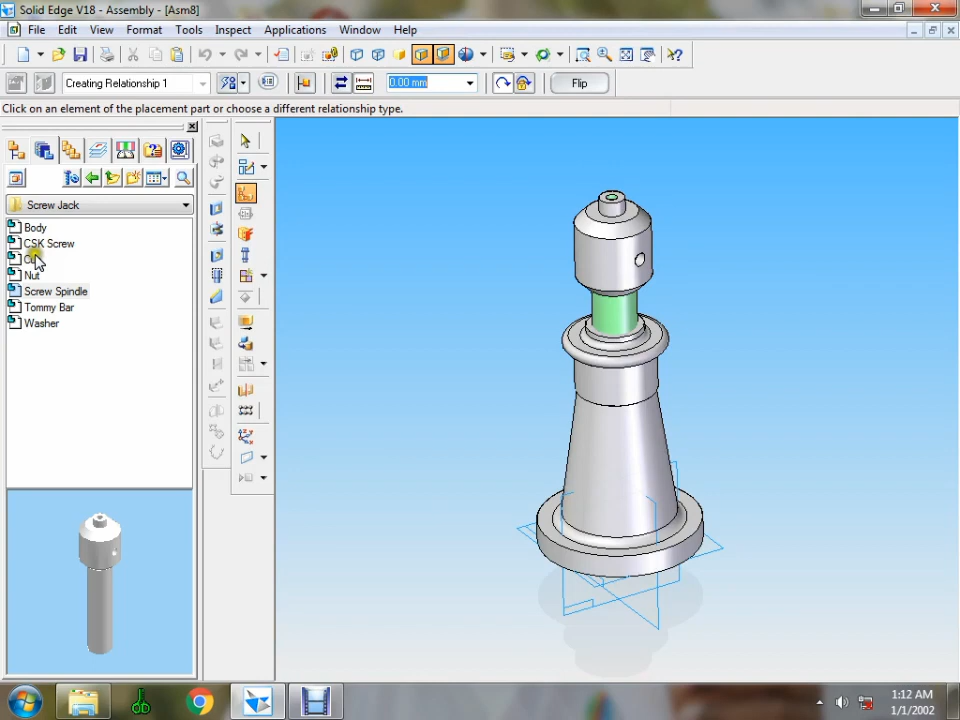 Solid Edge V18 - Assembly - [Asm8]
File Edit View Format Tools Inspect Applications Window Help
Creating Relationship 1 0.00 mm Flip
Click on an element of the placement part or choose a different relationship type.
Screw Jack
Body
CSK Screw
Nut
Screw Spindle
Tommy Bar
Washer
1:12 AM
1/1/2002